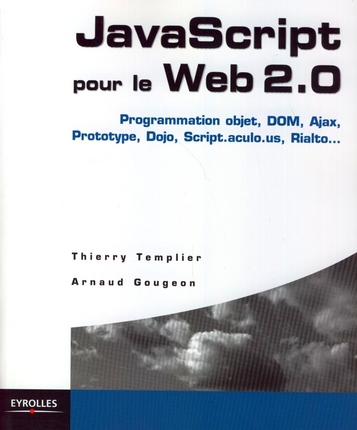 JavaScript
pour le Web 2.0
Programmation objet, DOM, Ajax,
Prototype, Dojo, Script.aculo.us, Rialto...
Thierry Templier
Arnaud Gougeon
EYROLLES